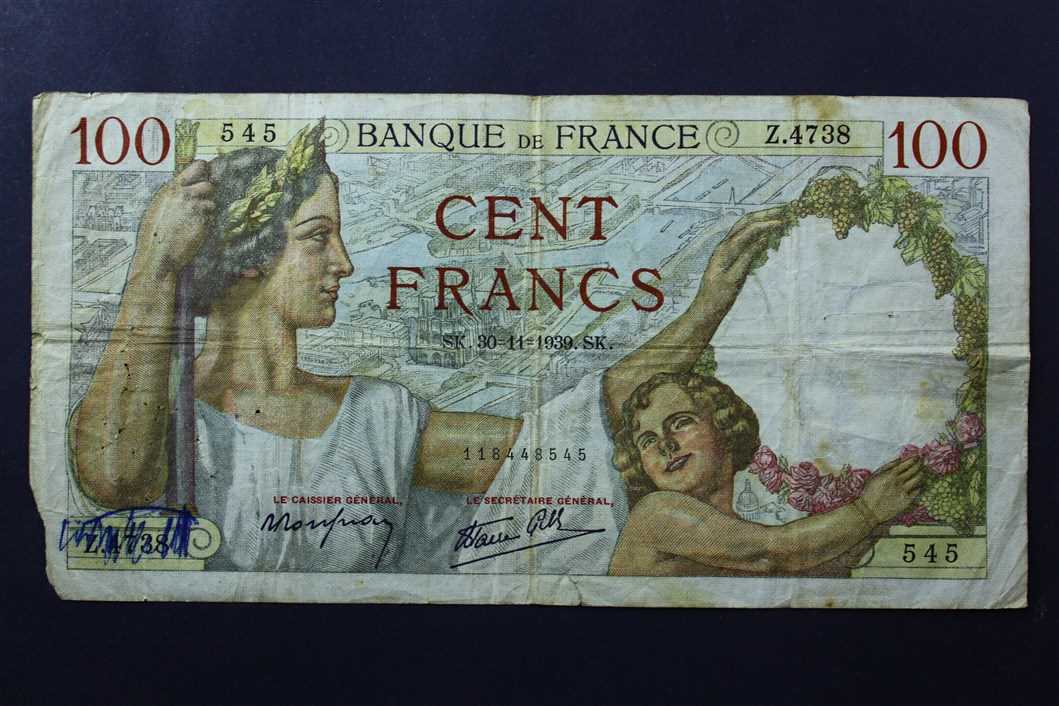 100 545 BANQUE DE FRANCE Z.4738 100
CENT
FRANCS
SK. 30=11=1939. SK.
118448545
LE CAISSIER GÉNÉRAL, LE SECRÉTAIRE GÉNÉRAL,
Z.4738 545